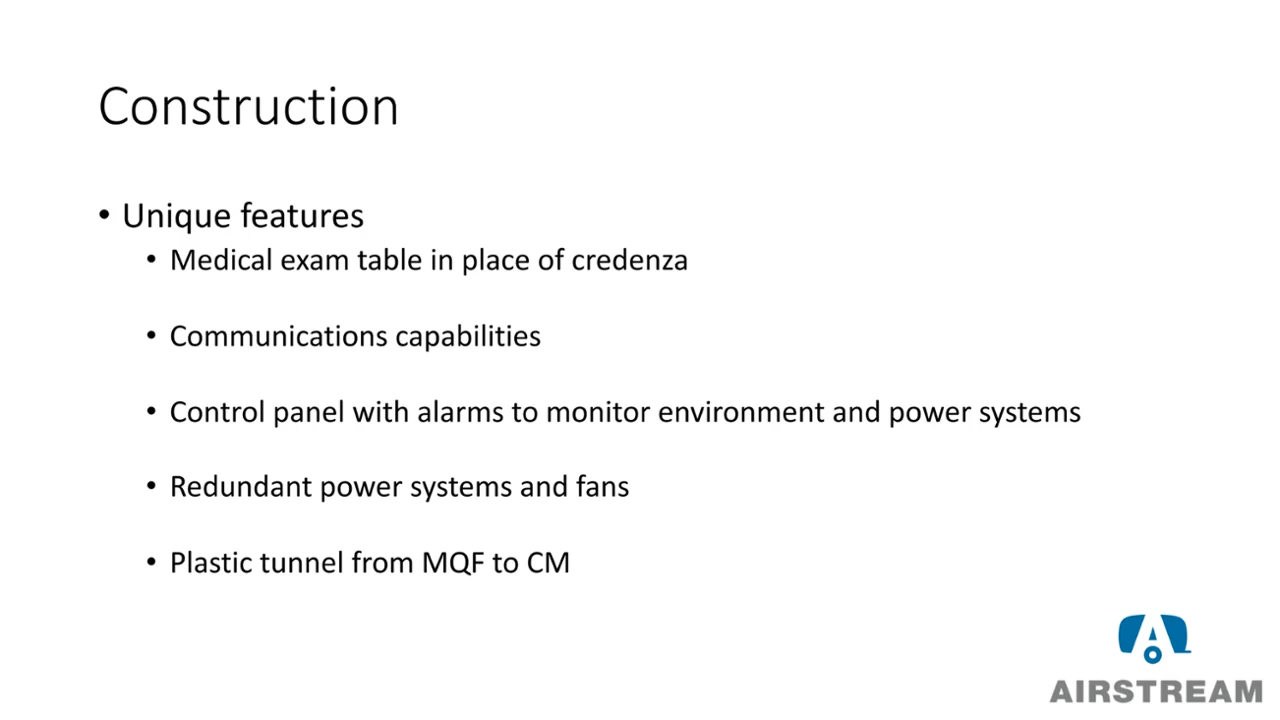 Construction
• Unique features
• Medical exam table in place of credenza
• Communications capabilities
• Control panel with alarms to monitor environment and power systems
• Redundant power systems and fans
• Plastic tunnel from MQF to CM
AIRSTREAM